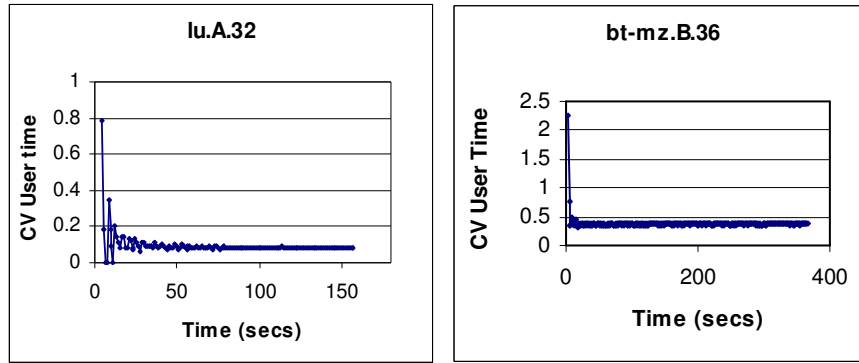 lu.A.32
CV User time
1
0.8
0.6
0.4
0.2
0
0 50 100 150
Time (secs)
bt-mz.B.36
CV User Time
2.5
2
1.5
1
0.5
0
0 200 400
Time (secs)